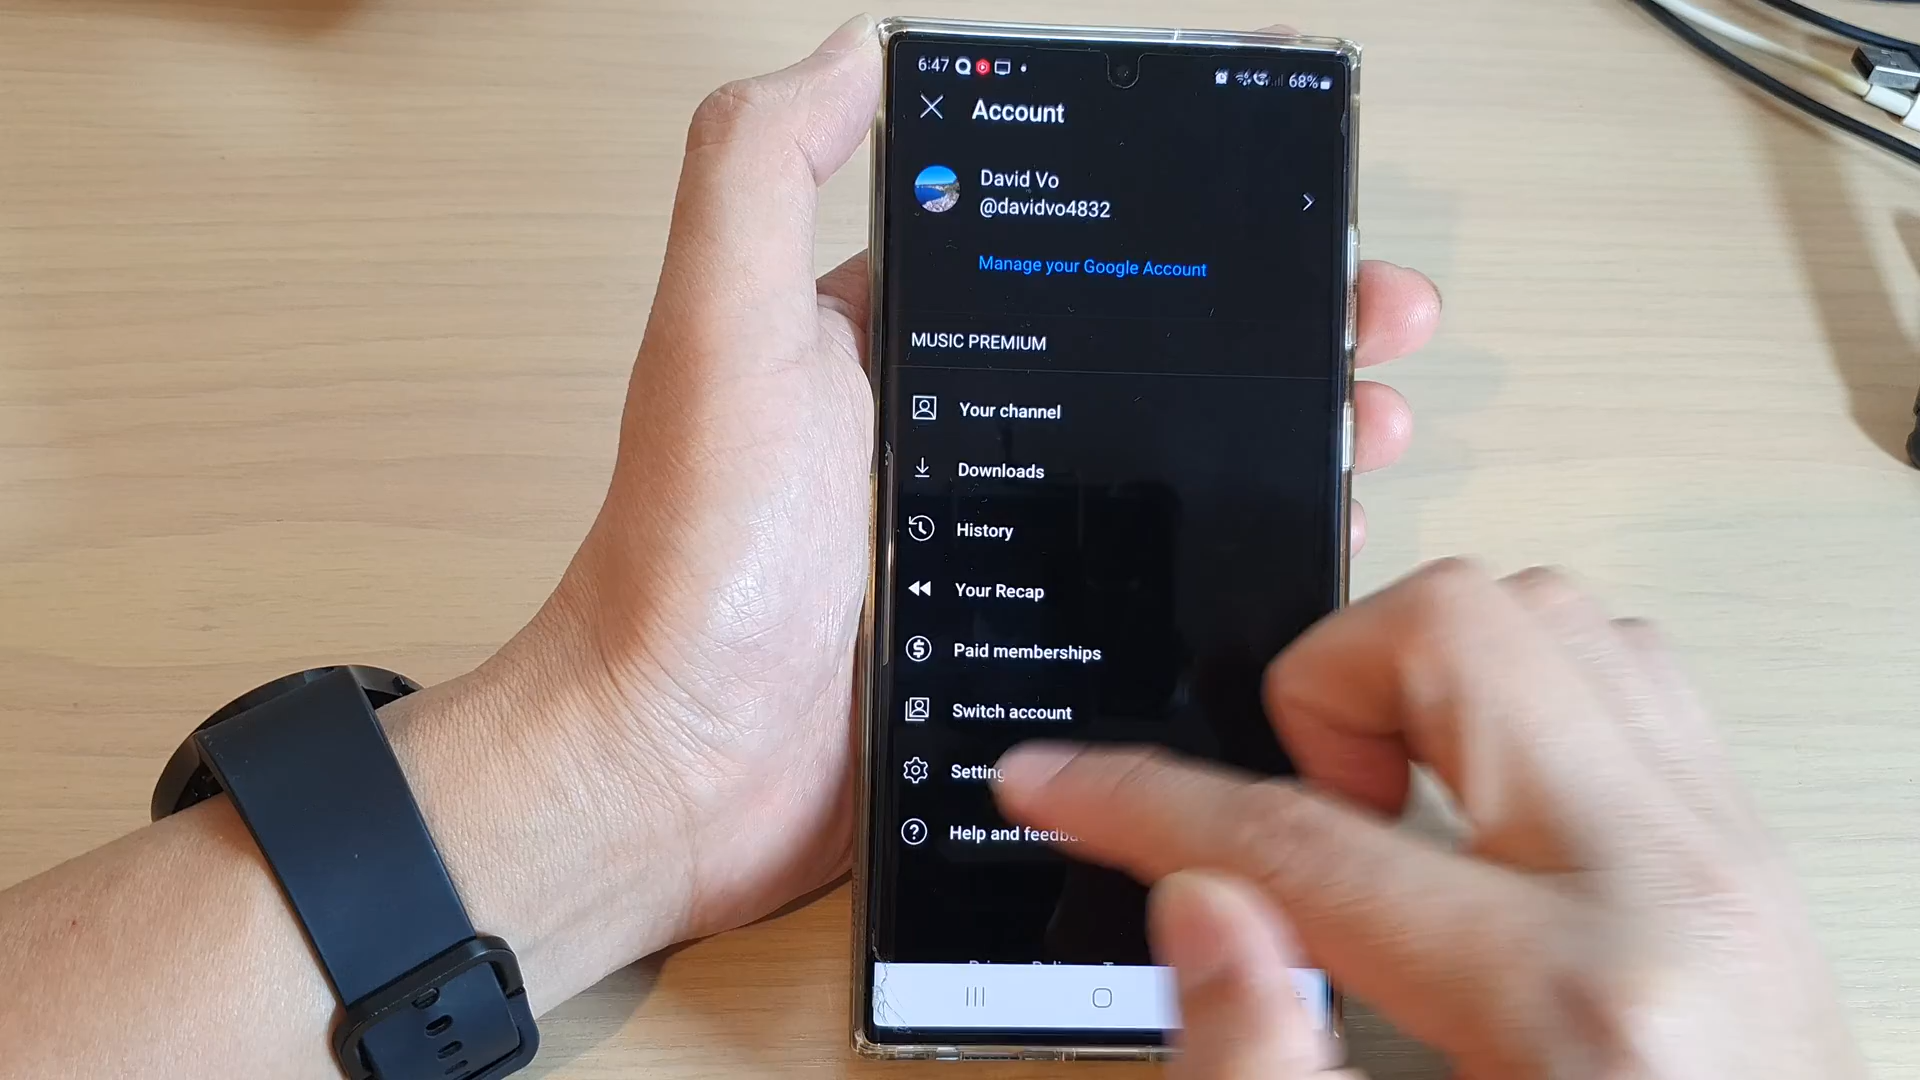 6:47
68%
Account
David Vo
@davidvo4832
Manage your Google Account
MUSIC PREMIUM
Your channel
Downloads
History
Your Recap
Paid memberships
Switch account
Setting
Help and feedba